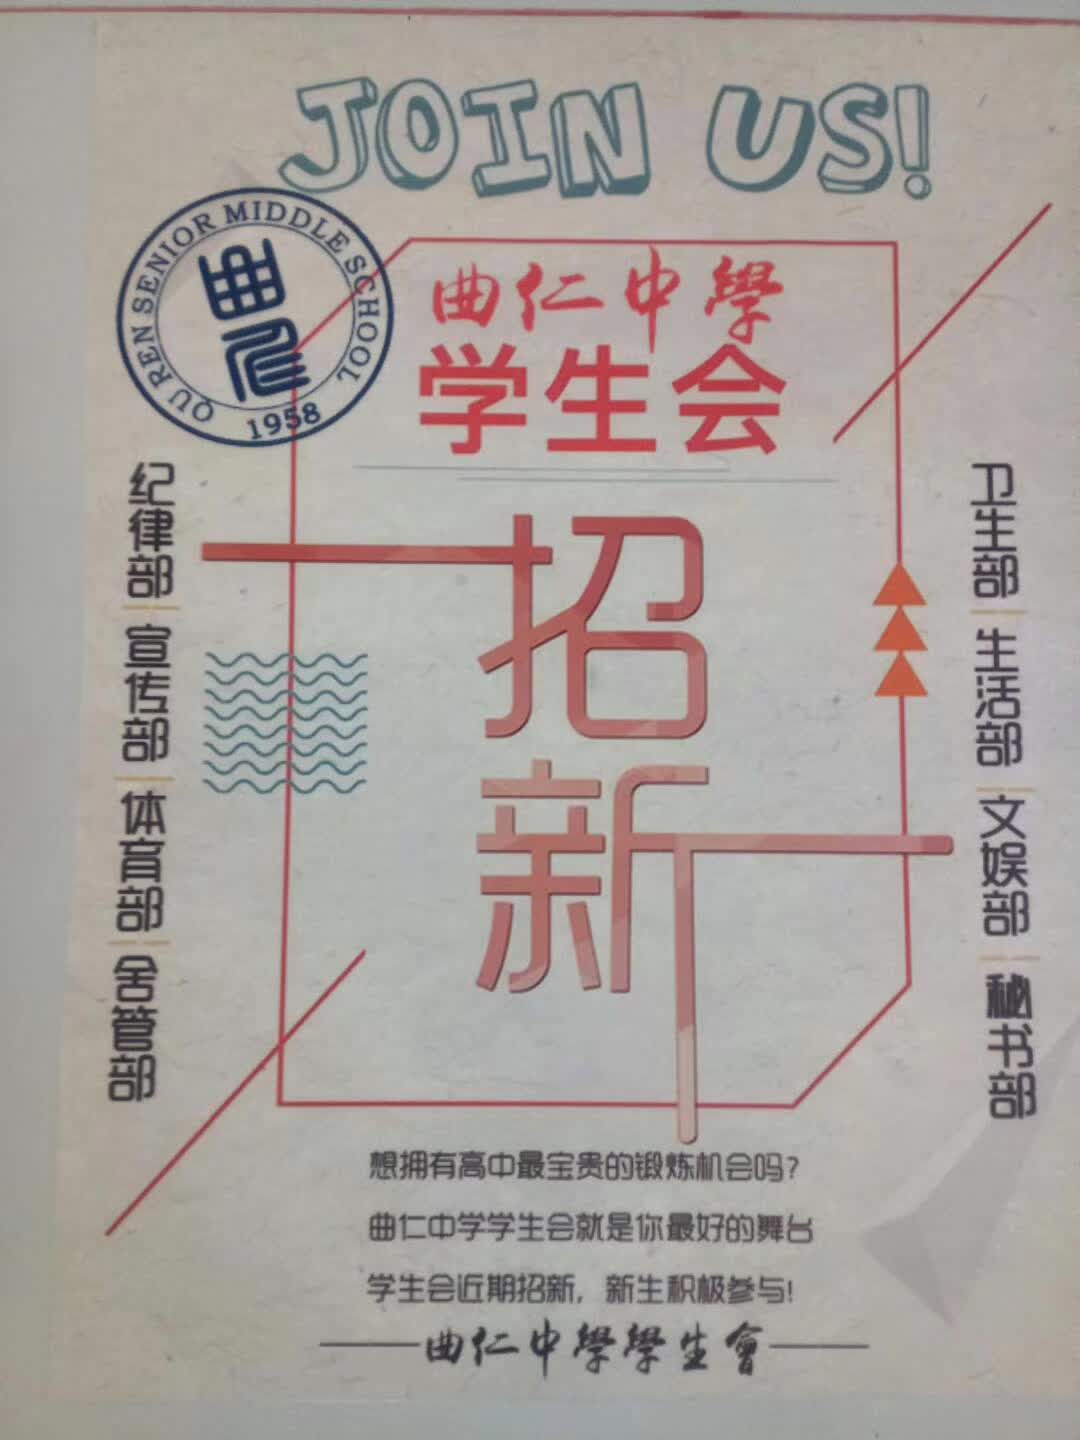 JOIN US!
QU REN SENIOR MIDDLE SCHOOL
曲仁
1958
曲仁中學
学生会
招新
纪律部
宣传部
体育部
舍管部
卫生部
生活部
文娱部
秘书部
想拥有高中最宝贵的锻炼机会吗?
曲仁中学学生会就是你最好的舞台
学生会近期招新,新生积极参与!
曲仁中學學生會